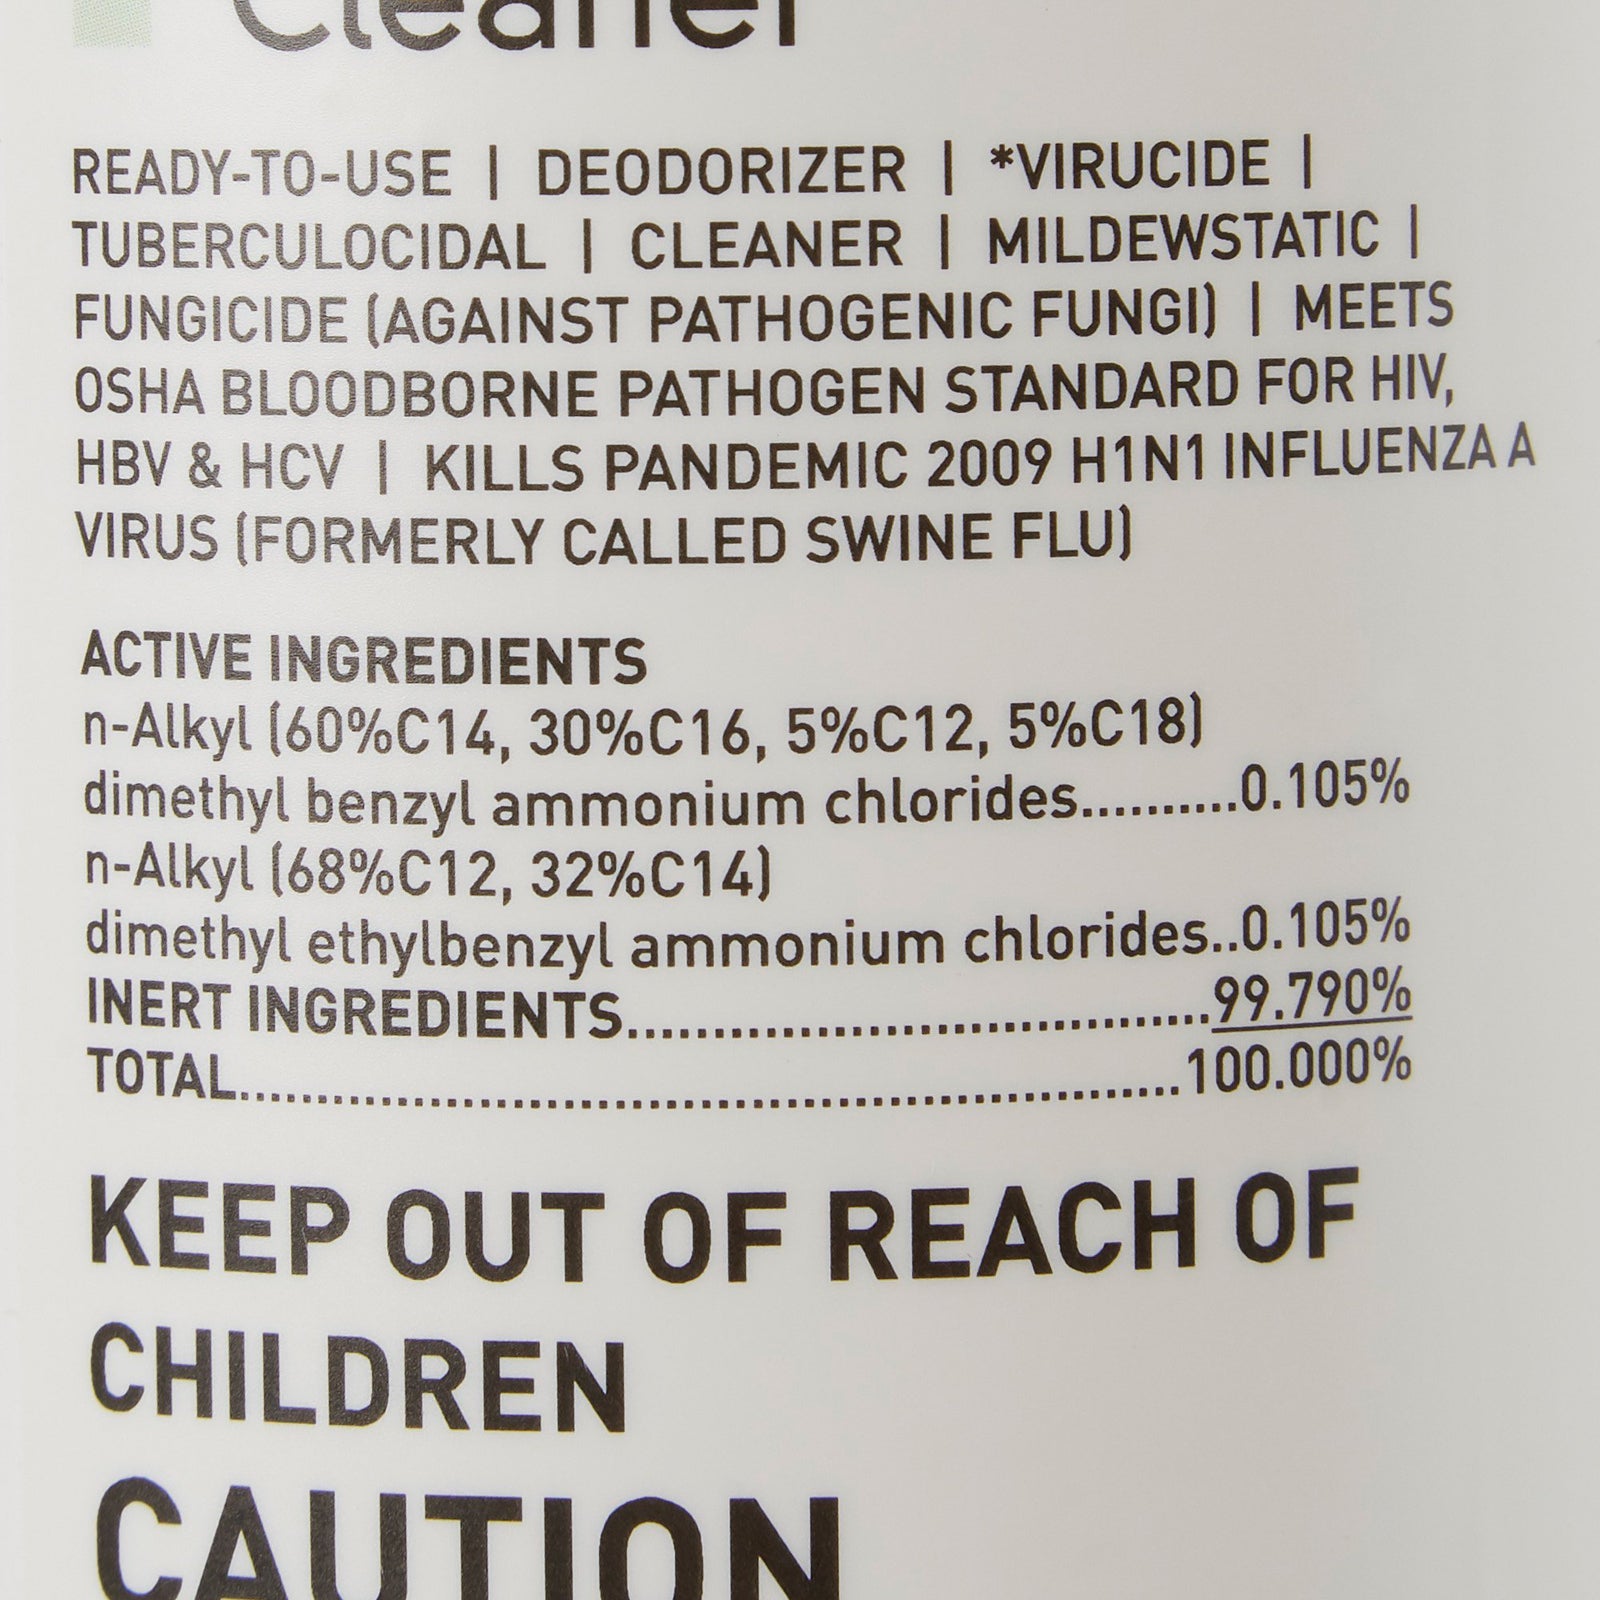 Cleaner
READY-TO-USE | DEODORIZER | *VIRUCIDE |
TUBERCULOCIDAL | CLEANER | MILDEWSTATIC |
FUNGICIDE (AGAINST PATHOGENIC FUNGI) | MEETS
OSHA BLOODBORNE PATHOGEN STANDARD FOR HIV,
HBV & HCV | KILLS PANDEMIC 2009 H1N1 INFLUENZA A
VIRUS (FORMERLY CALLED SWINE FLU)
ACTIVE INGREDIENTS
n-Alkyl (60%C14, 30%C16, 5%C12, 5%C18)
dimethyl benzyl ammonium chlorides..........0.105%
n-Alkyl (68%C12, 32%C14)
dimethyl ethylbenzyl ammonium chlorides..0.105%
INERT INGREDIENTS.....................................99.790%
TOTAL............................................................100.000%
KEEP OUT OF REACH OF
CHILDREN
CAUTION